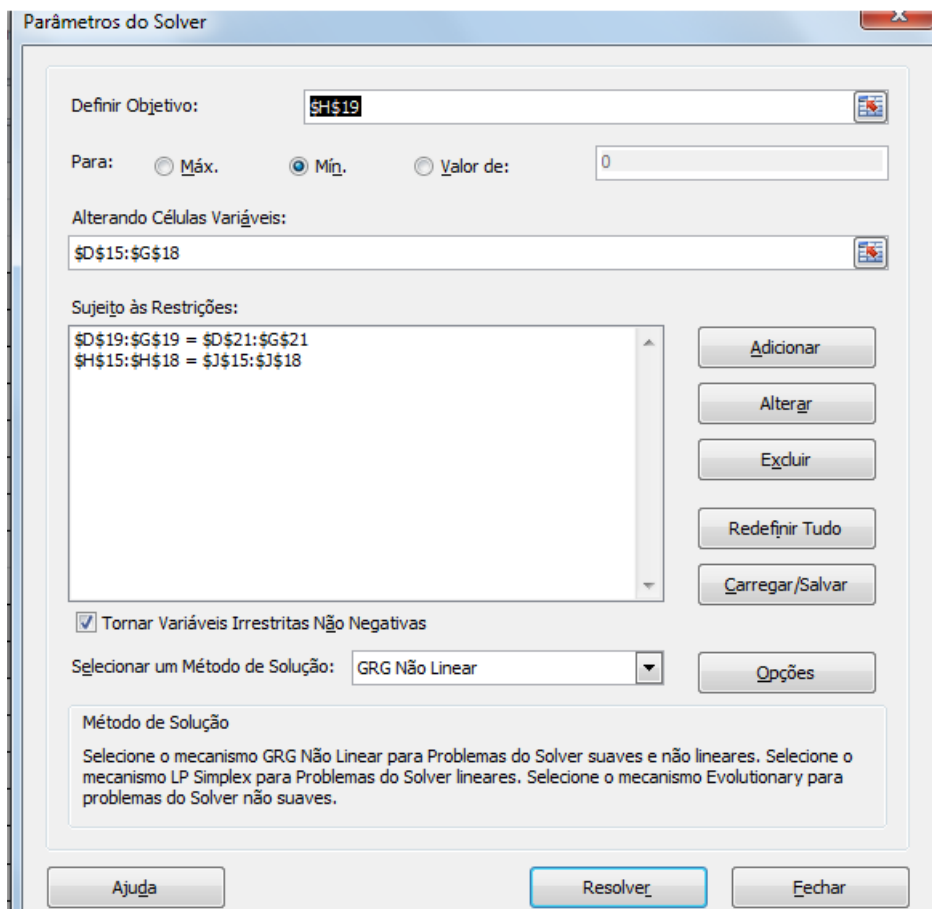 Parâmetros do Solver
Definir Objetivo: $H$19
Para: Máx. Mín. Valor de: 0
Alterando Células Variáveis:
$D$15:$G$18
Sujeito às Restrições:
$D$19:$G$19 = $D$21:$G$21
$H$15:$H$18 = $J$15:$J$18
Adicionar
Alterar
Excluir
Redefinir Tudo
Carregar/Salvar
Tornar Variáveis Irrestritas Não Negativas
Selecionar um Método de Solução: GRG Não Linear
Opções
Método de Solução
Selecione o mecanismo GRG Não Linear para Problemas do Solver suaves e não lineares. Selecione o
mecanismo LP Simplex para Problemas do Solver lineares. Selecione o mecanismo Evolutionary para
problemas do Solver não suaves.
Ajuda Resolver Fechar